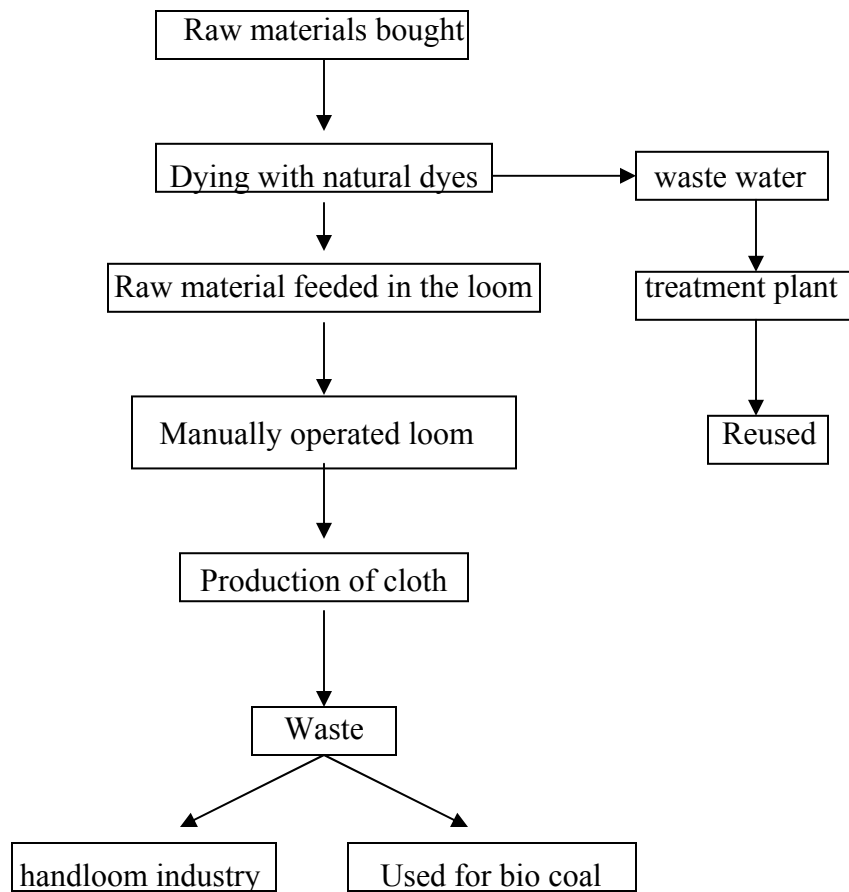 Raw materials bought
Dying with natural dyes
waste water
Raw material feeded in the loom
treatment plant
Manually operated loom
Reused
Production of cloth
Waste
handloom industry
Used for bio coal